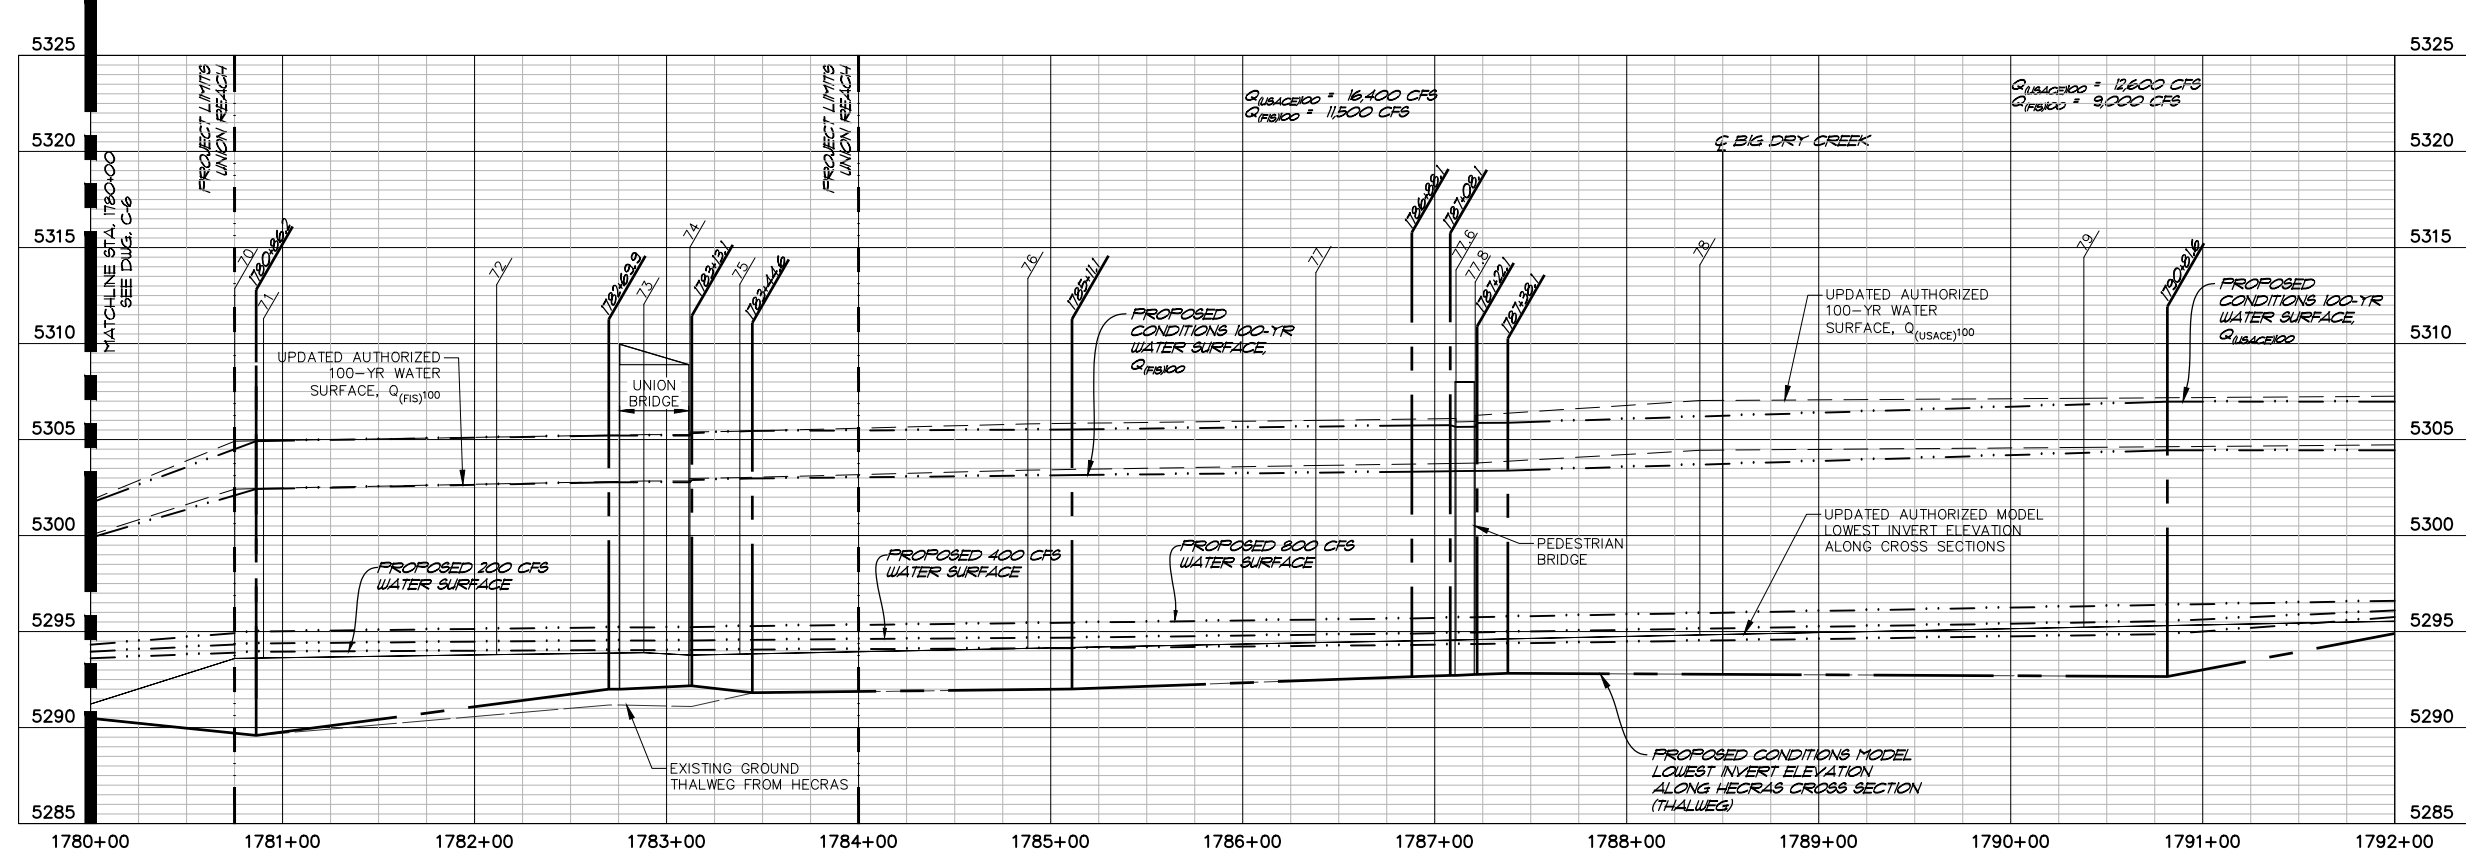 5325
5320
5315
5310
5305
5300
5295
5290
5285
MATCHLINE STA. 1780+00
SEE DWG. C-6
PROJECT LIMITS
UNION REACH
70
1780+86.2
71
UPDATED AUTHORIZED
100-YR WATER
SURFACE, Q(FIS)100
72
1782+69.9
73
UNION
BRIDGE
74
1783+13.1
75
1783+44.6
PROJECT LIMITS
UNION REACH
76
1785+11.1
PROPOSED
CONDITIONS 100-YR
WATER SURFACE,
Q(FIS)100
Q(USACE)100 = 16,400 CFS
Q(FIS)100 = 11,500 CFS
77
1786+88.1
1787+08.1
77.6
77.8
1787+22.1
1787+38.1
PEDESTRIAN
BRIDGE
℄ BIG DRY CREEK
78
UPDATED AUTHORIZED
100-YR WATER
SURFACE, Q(USACE)100
Q(USACE)100 = 12,600 CFS
Q(FIS)100 = 9,000 CFS
79
1790+81.6
PROPOSED
CONDITIONS 100-YR
WATER SURFACE,
Q(USACE)100
UPDATED AUTHORIZED MODEL
LOWEST INVERT ELEVATION
ALONG CROSS SECTIONS
PROPOSED 200 CFS
WATER SURFACE
PROPOSED 400 CFS
WATER SURFACE
PROPOSED 800 CFS
WATER SURFACE
EXISTING GROUND
THALWEG FROM HECRAS
PROPOSED CONDITIONS MODEL
LOWEST INVERT ELEVATION
ALONG HECRAS CROSS SECTION
(THALWEG)
5325
5320
5315
5310
5305
5300
5295
5290
5285
1780+00
1781+00
1782+00
1783+00
1784+00
1785+00
1786+00
1787+00
1788+00
1789+00
1790+00
1791+00
1792+00